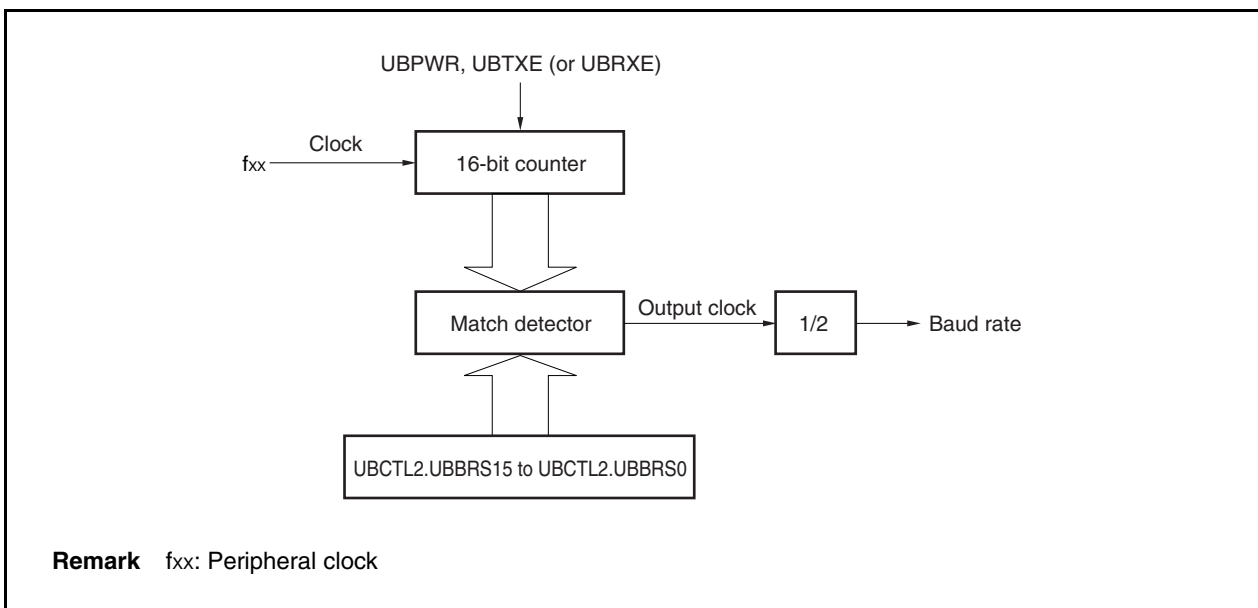 UBPWR, UBTXE (or UBRXE)
Clock
fxx
16-bit counter
Match detector
Output clock
1/2
Baud rate
UBCTL2.UBBRS15 to UBCTL2.UBBRS0
Remark fxx: Peripheral clock